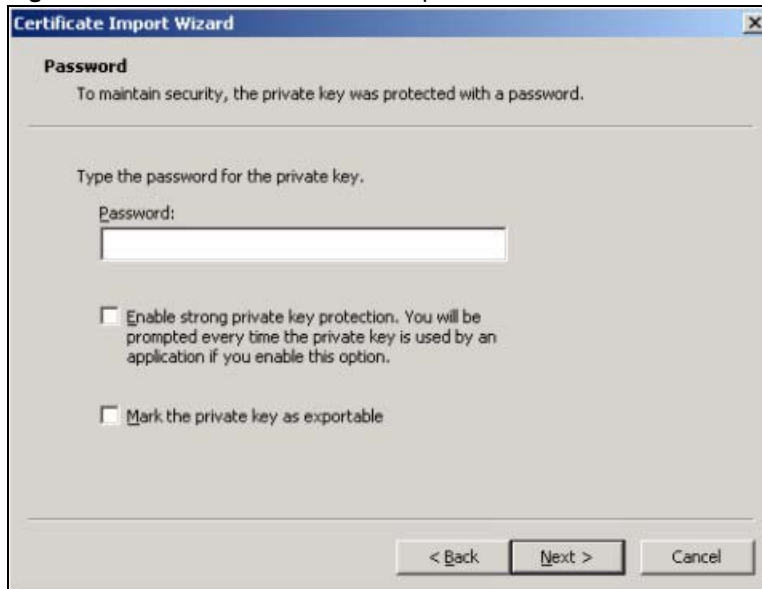 Certificate Import Wizard
Password
To maintain security, the private key was protected with a password.
Type the password for the private key.
Password:
Enable strong private key protection. You will be
prompted every time the private key is used by an
application if you enable this option.
Mark the private key as exportable
< Back Next > Cancel